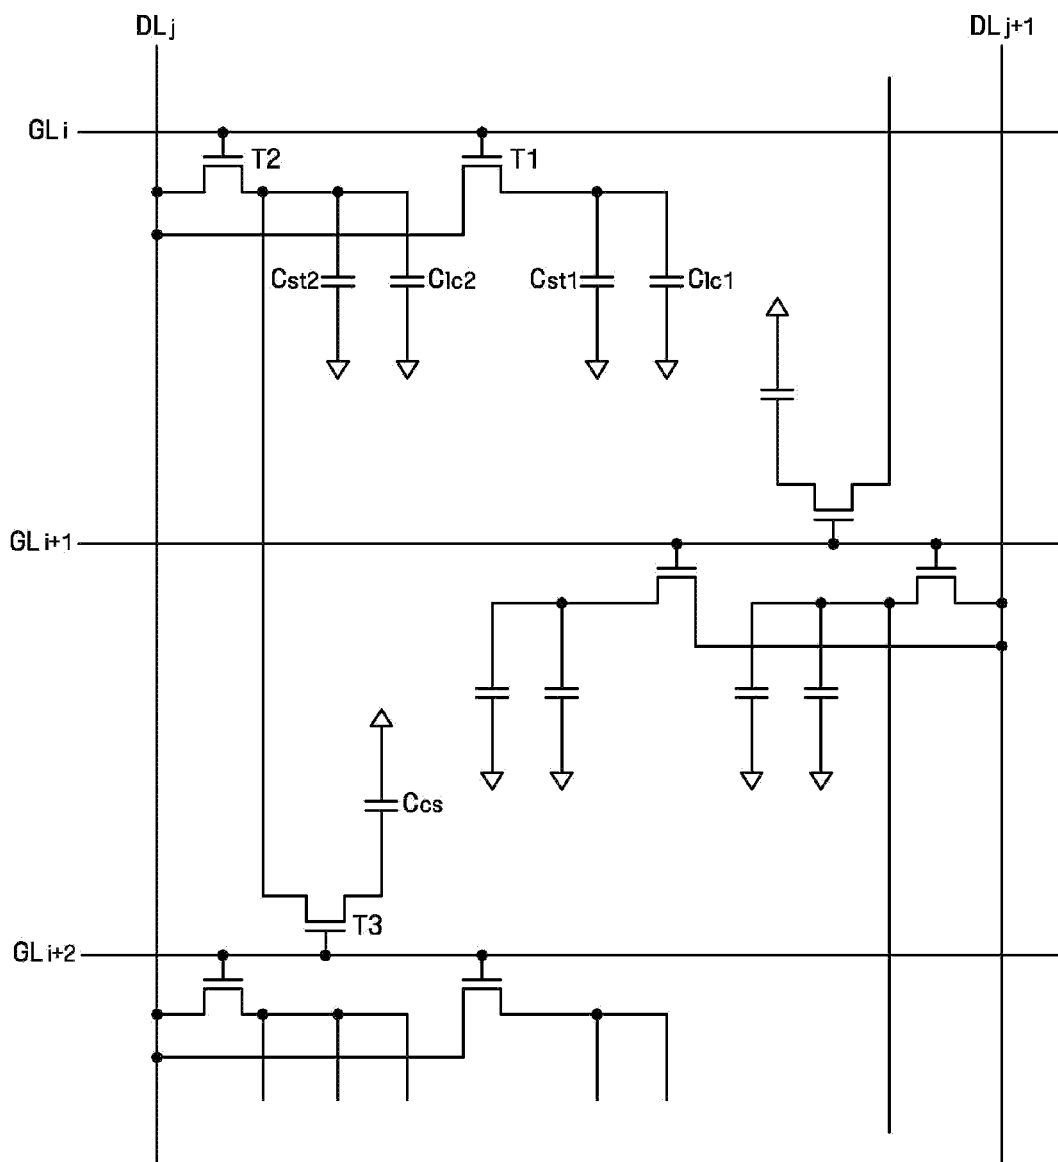 DLj DLj+1
GLi
T2 T1
Cst2 Clc2 Cst1 Clc1
GLi+1
Ccs
T3
GLi+2